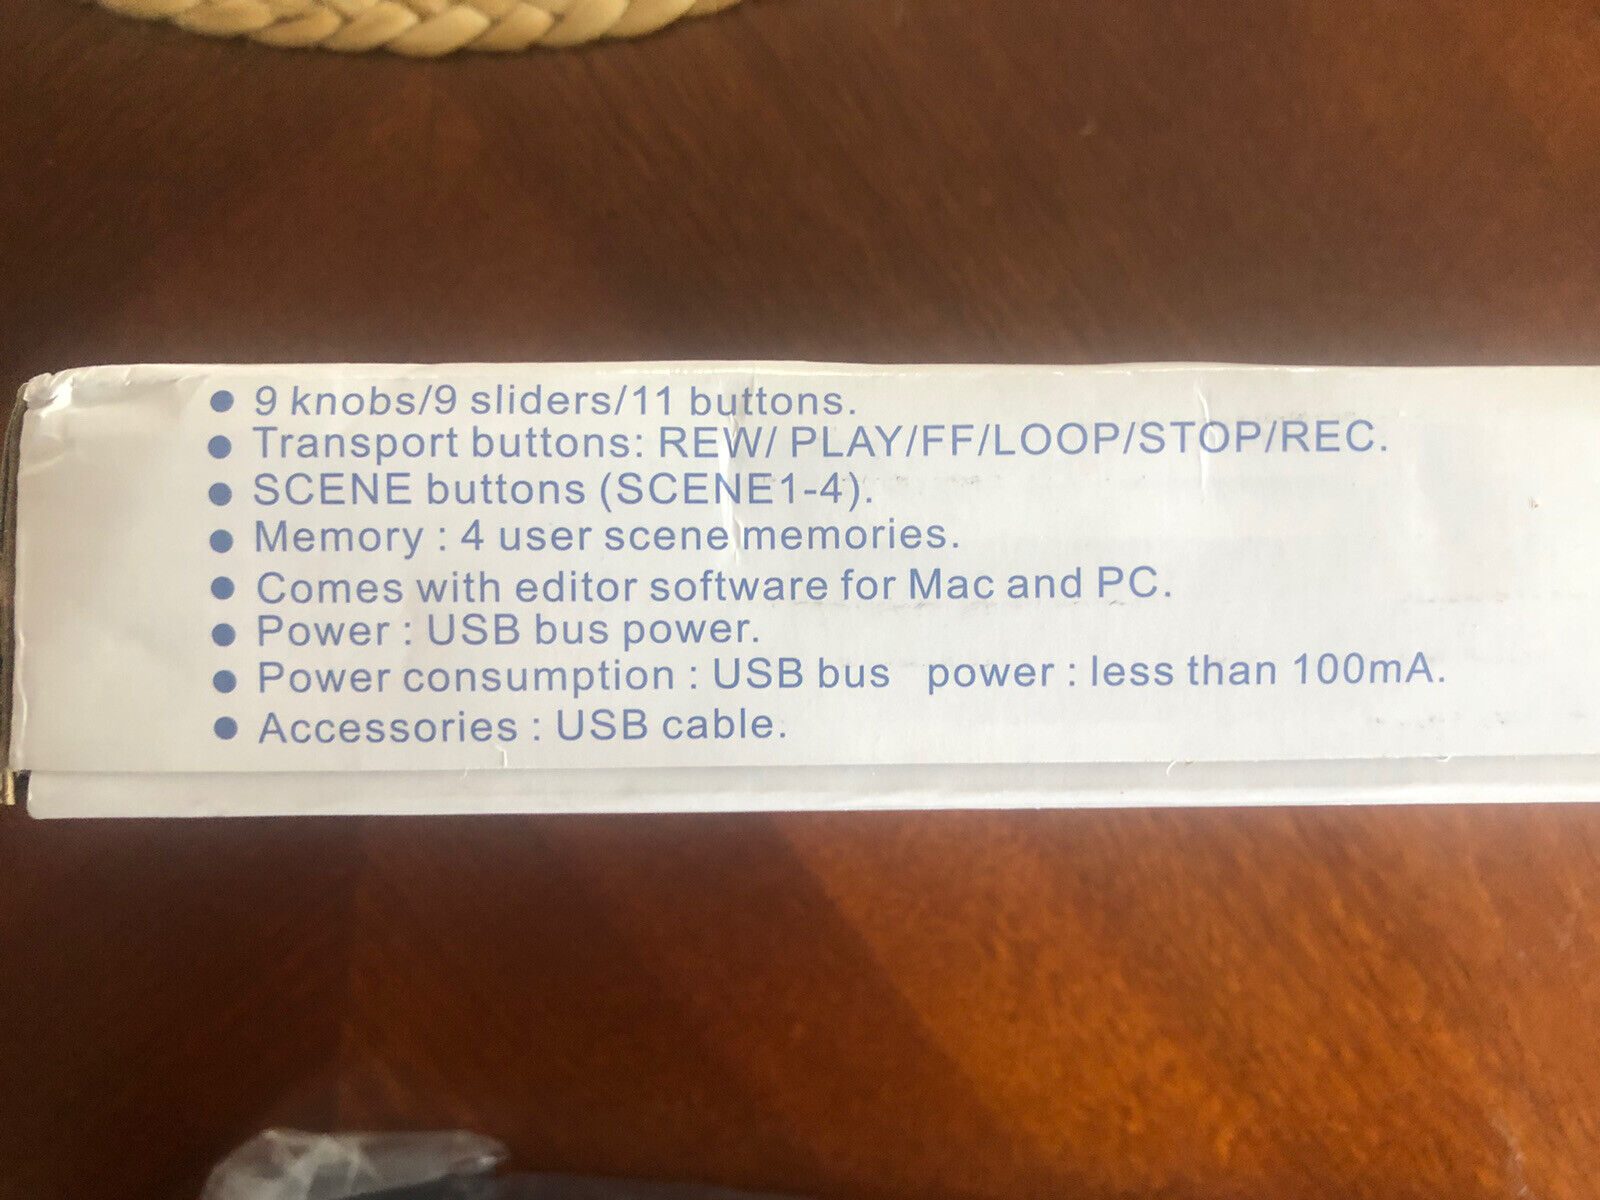 ● 9 knobs/9 sliders/11 buttons.
● Transport buttons: REW/ PLAY/FF/LOOP/STOP/REC.
● SCENE buttons (SCENE1-4).
● Memory : 4 user scene memories.
● Comes with editor software for Mac and PC.
● Power : USB bus power.
● Power consumption : USB bus power : less than 100mA.
● Accessories : USB cable.